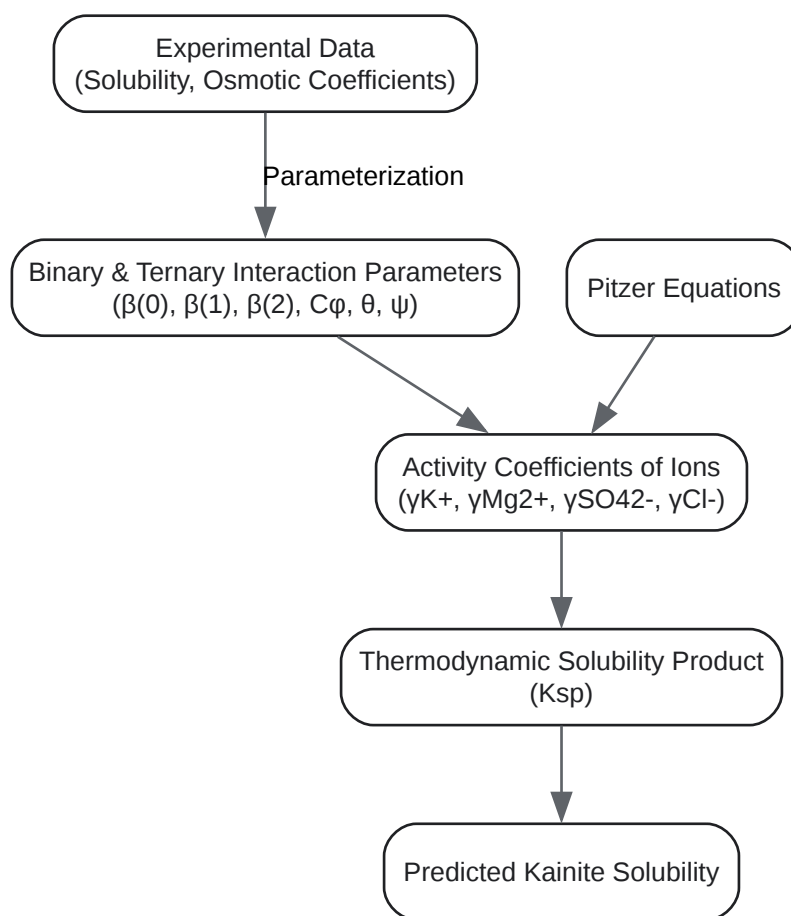 Experimental Data
(Solubility, Osmotic Coefficients)
Parameterization
Binary & Ternary Interaction Parameters
(β(0), β(1), β(2), Cφ, θ, ψ)
Pitzer Equations
Activity Coefficients of Ions
(γK+, γMg2+, γSO42-, γCl-)
Thermodynamic Solubility Product
(Ksp)
Predicted Kainite Solubility